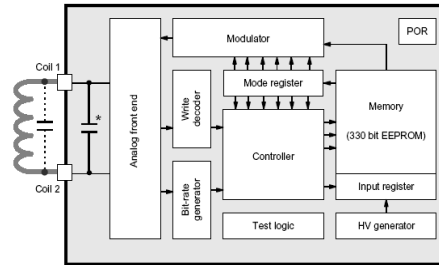 Modulator
POR
Coil 1
Mode register
*
Analog front end
Write
decoder
Memory
(330 bit EEPROM)
Controller
Bit-rate
generator
Coil 2
Input register
Test logic
HV generator